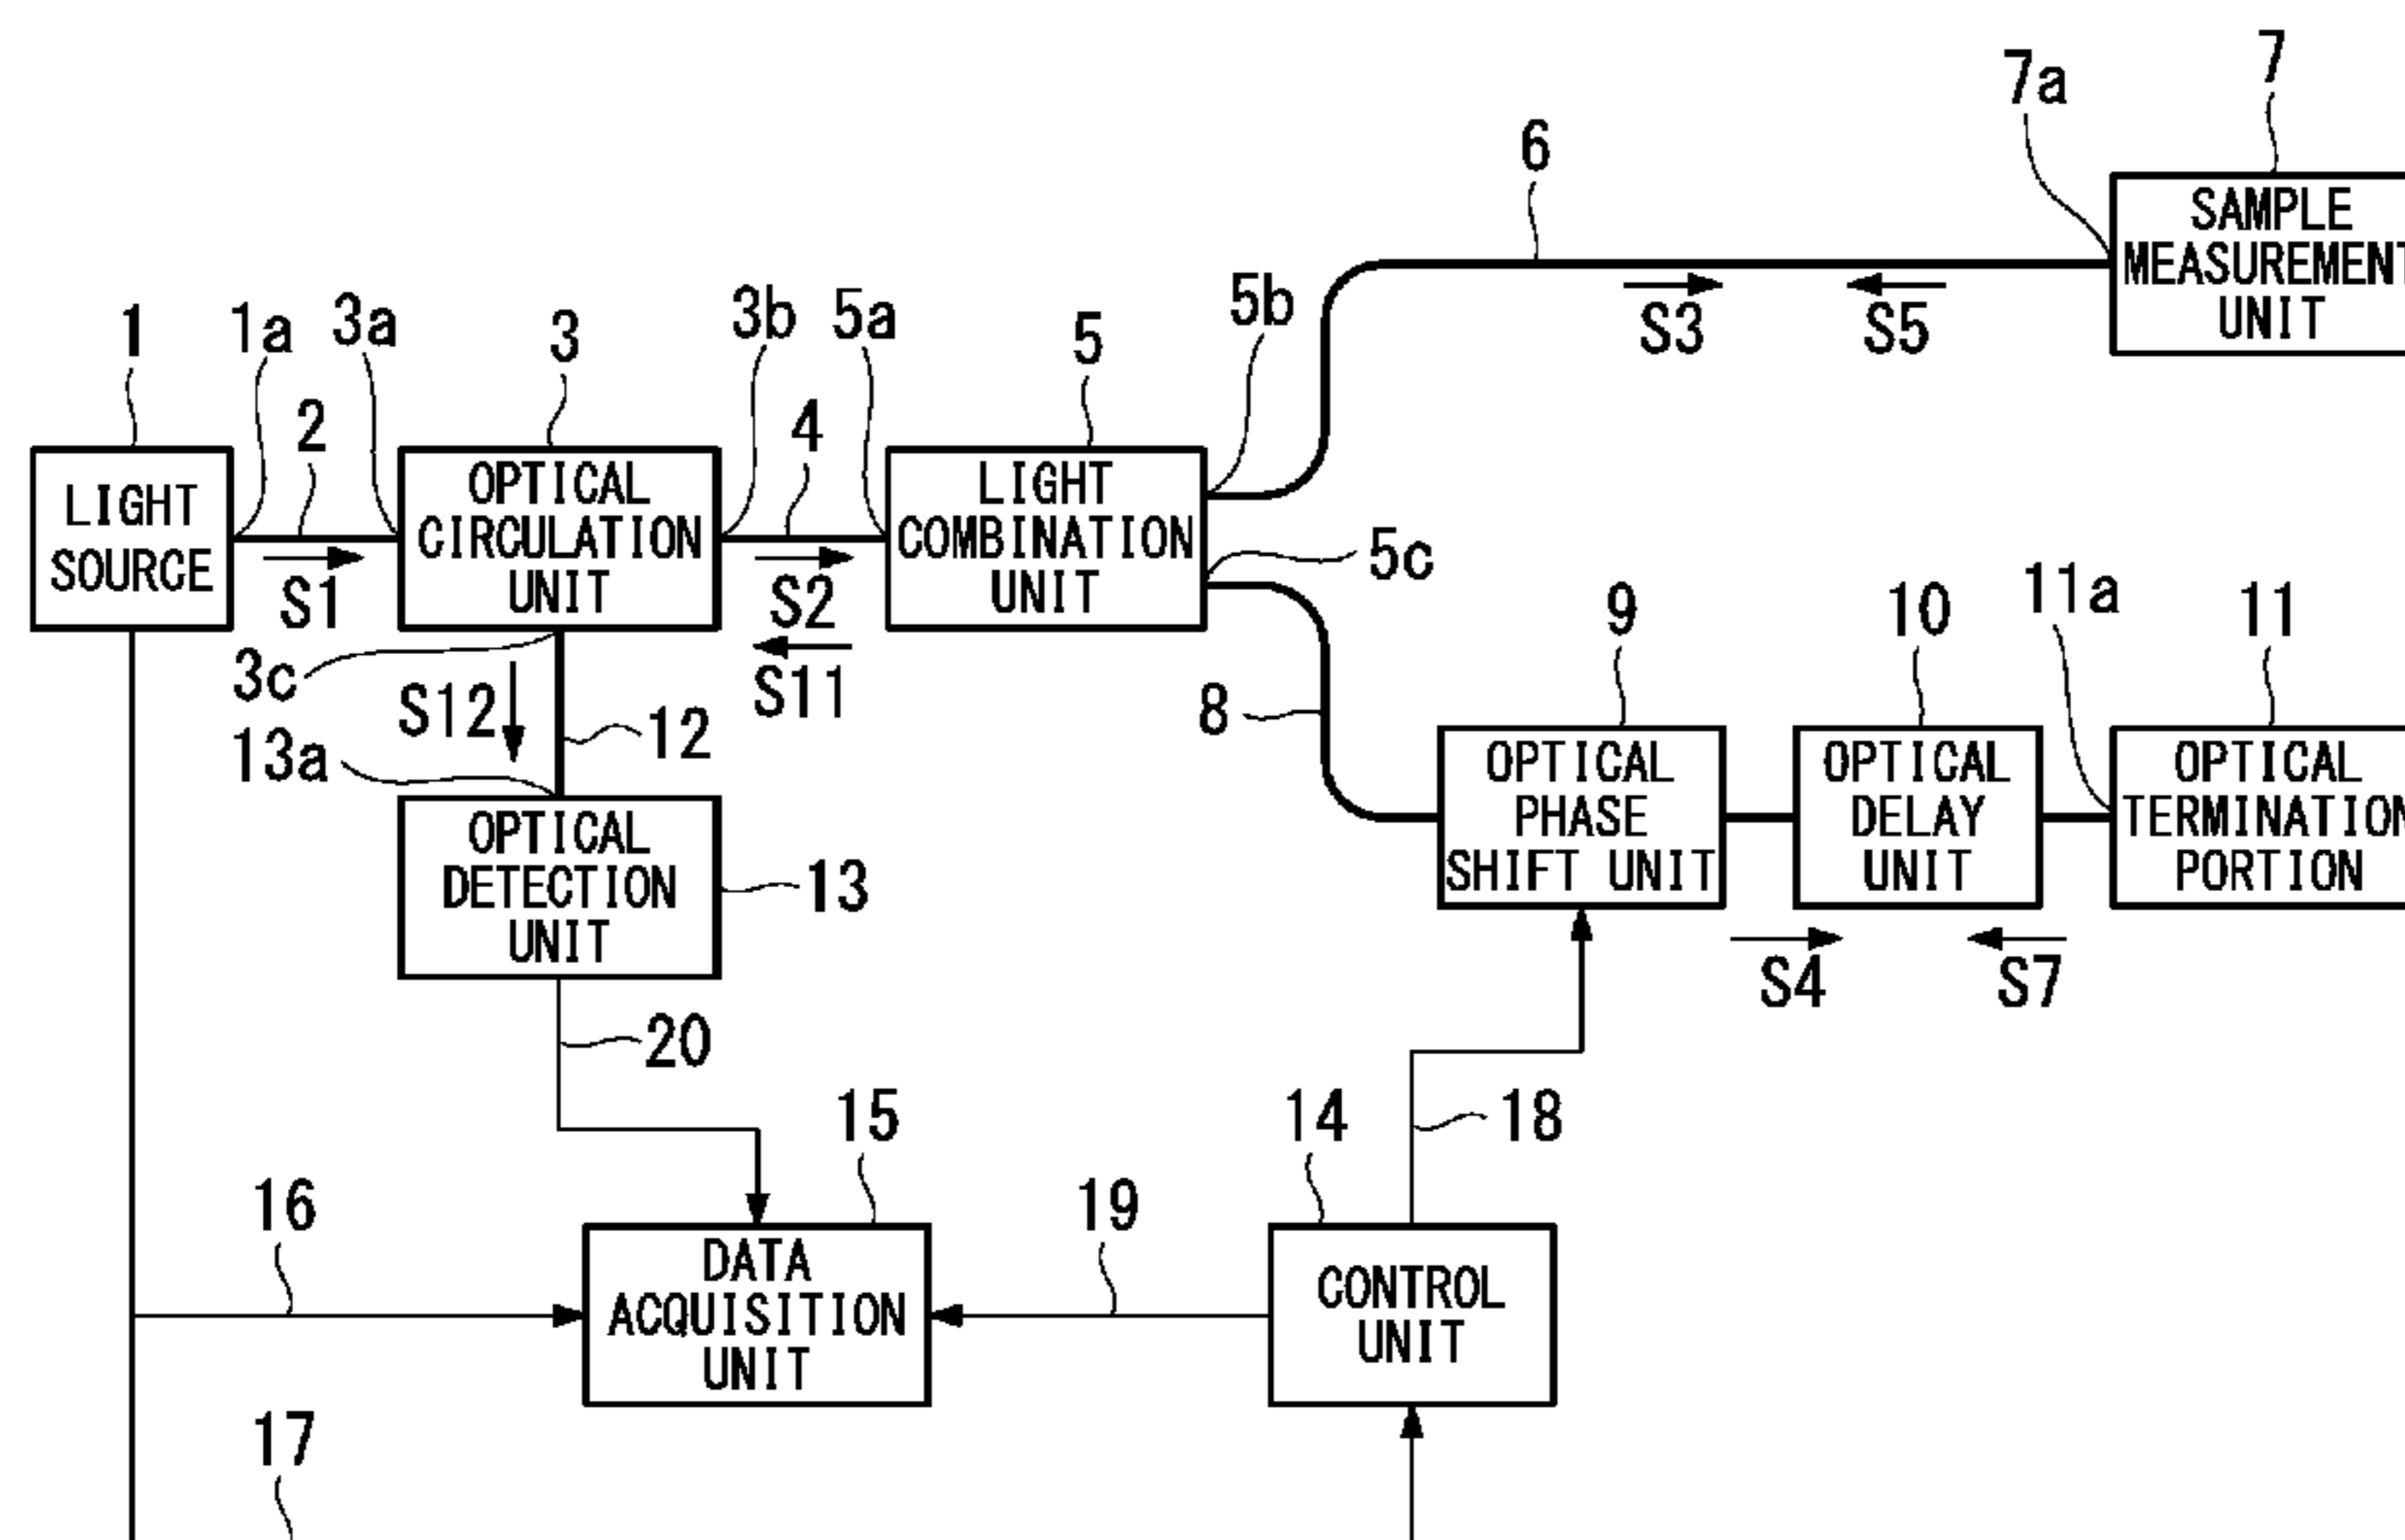 7
7a
6
SAMPLE
MEASUREMENT
UNIT
S3
S5
1
1a
3a
3
3b
5a
5
5b
2
4
LIGHT
SOURCE
OPTICAL
CIRCULATION
UNIT
LIGHT
COMBINATION
UNIT
5c
S1
S2
S11
3c
S12
12
13a
8
9
10
11a
11
OPTICAL
PHASE
SHIFT UNIT
OPTICAL
DELAY
UNIT
OPTICAL
TERMINATION
PORTION
OPTICAL
DETECTION
UNIT
13
S4
S7
20
15
14
18
16
19
DATA
ACQUISITION
UNIT
CONTROL
UNIT
17